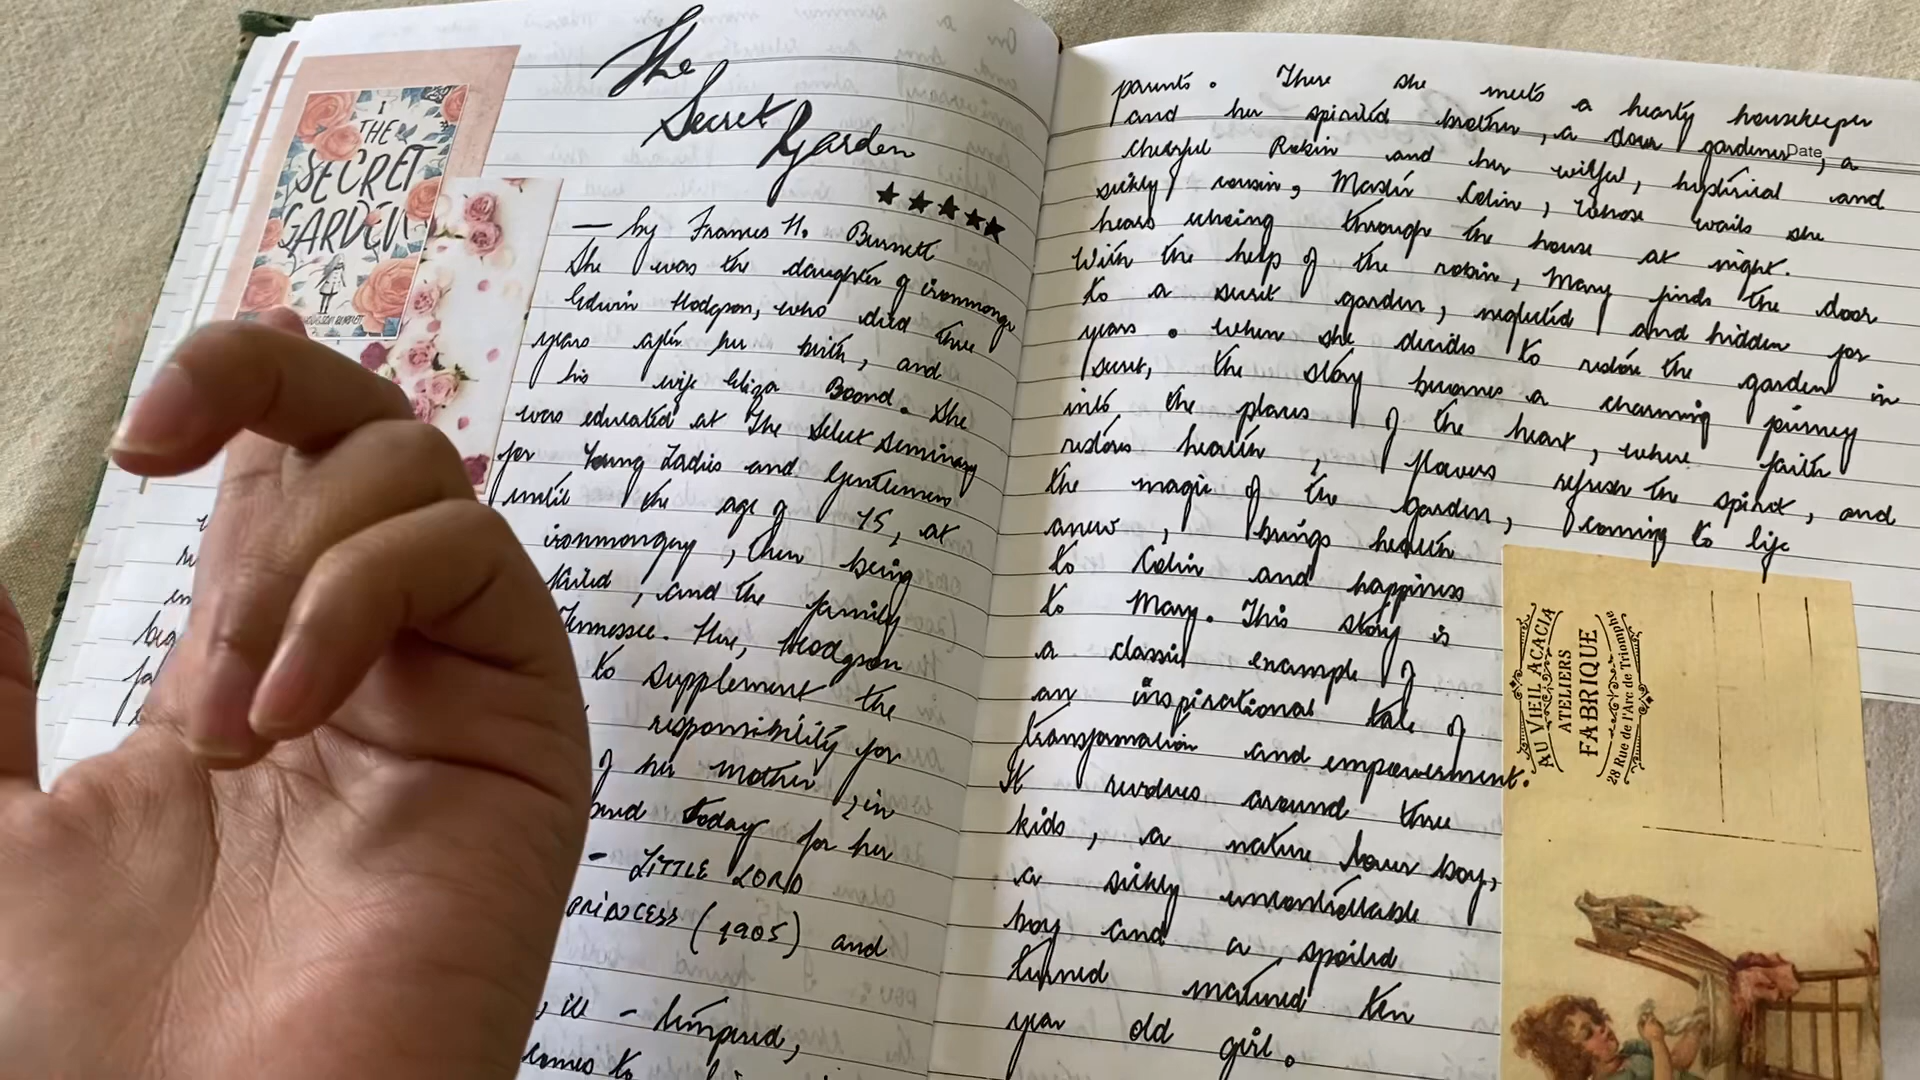 The
Secret
Garden
THE
SECRET
GARDEN
★★★★★
— by Frances H. Burnett
She was the daughter of ironmonger
Edwin Hodgson, who died three
years after her birth, and
his wife Eliza Boond. She
was educated at The Select Seminary
for Young Ladies and Gentlemen
until the age of 15, at
ironmongery, then being
failed, and the family
Tennessee. Here, Hodgson
to supplement the
responsibility for
of her mother, in
today for her
- LITTLE LORD
PRINCESS (1905) and
, ill - tempered,
comes to
parents. There she meets a hearty housekeeper
and her spirited brother, a dour gardener, a
Date
cheerful Robin and her wilful, hysterical and
sickly cousin, Master Colin, whose wails she
hears echoing through the house at night.
With the help of the robin, Mary finds the door
to a secret garden, neglected and hidden for
years. when she decides to restore the garden in
secret, the story becomes a charming journey
into the places of the heart, where faith
restores health, flowers refresh the spirit, and
the magic of the garden, coming to life
anew, brings health
to Colin and happiness
to Mary. This story is
a classic example of
an inspirational tale of
transformation and empowerment.
It revolves around three
kids, a nature lover boy,
a sickly uncontrollable
boy and a spoiled
turned matured ten
year old girl.
AU VIEIL ACACIA
ATELIERS
FABRIQUE
28 Rue de l'Arc de Triomphe